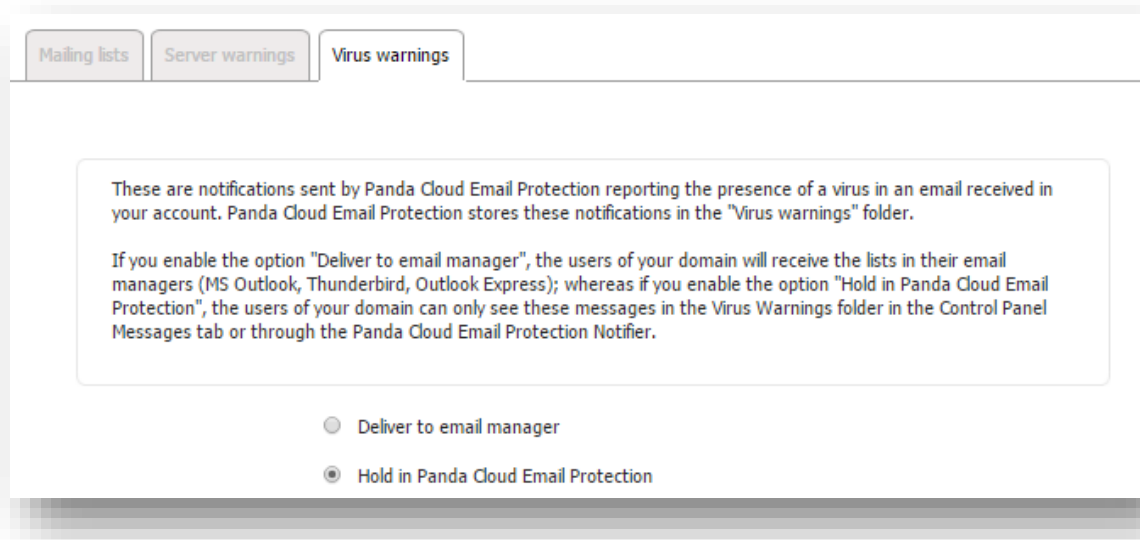 Mailing lists
Server warnings
Virus warnings
These are notifications sent by Panda Cloud Email Protection reporting the presence of a virus in an email received in
your account. Panda Cloud Email Protection stores these notifications in the "Virus warnings" folder.
If you enable the option "Deliver to email manager", the users of your domain will receive the lists in their email
managers (MS Outlook, Thunderbird, Outlook Express); whereas if you enable the option "Hold in Panda Cloud Email
Protection", the users of your domain can only see these messages in the Virus Warnings folder in the Control Panel
Messages tab or through the Panda Cloud Email Protection Notifier.
Deliver to email manager
Hold in Panda Cloud Email Protection